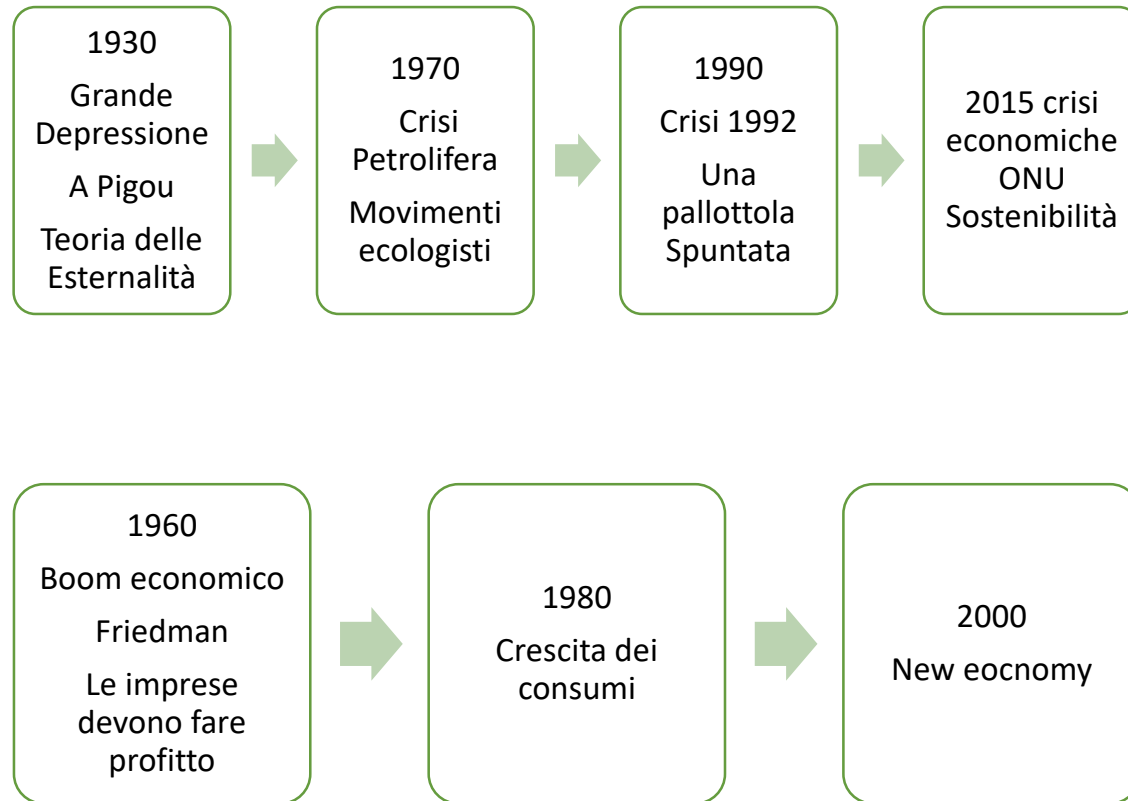 1930
Grande
Depressione
A Pigou
Teoria delle
Esternalità
1970
Crisi
Petrolifera
Movimenti
ecologisti
1990
Crisi 1992
Una
pallottola
Spuntata
2015 crisi
economiche
ONU
Sostenibilità
1960
Boom economico
Friedman
Le imprese
devono fare
profitto
1980
Crescita dei
consumi
2000
New eocnomy